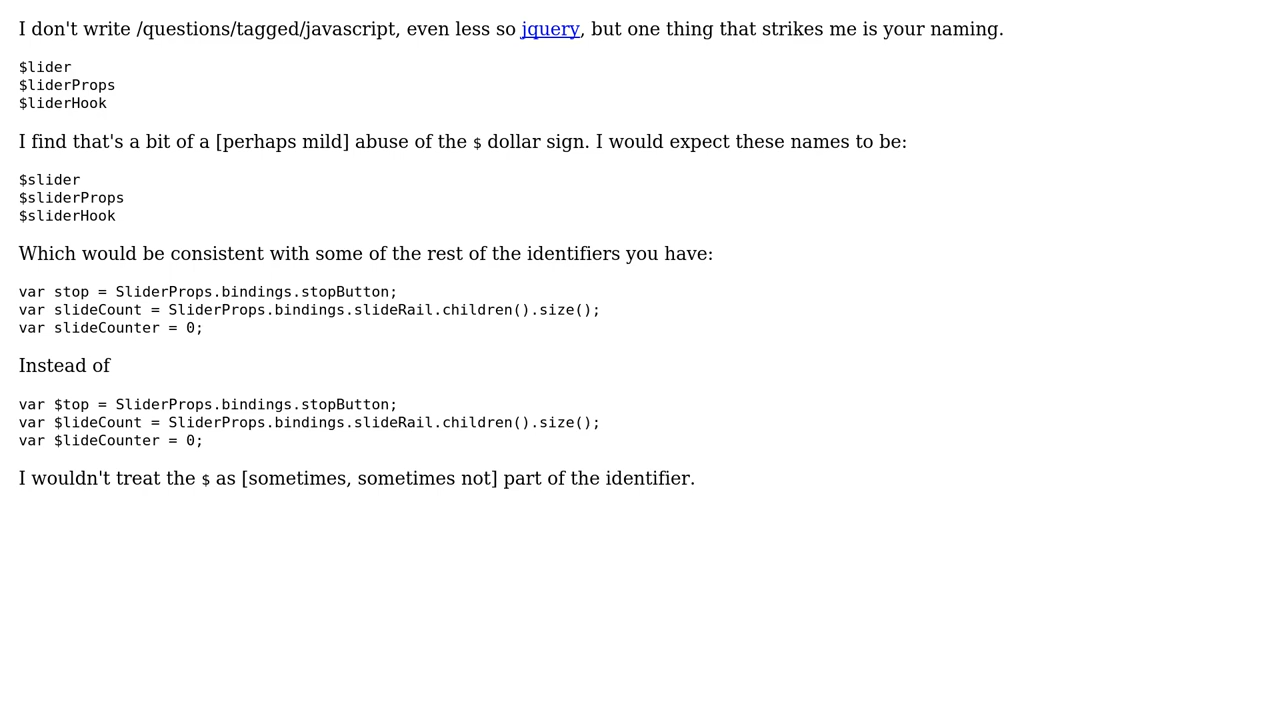 I don't write /questions/tagged/javascript, even less so jquery, but one thing that strikes me is your naming.
$lider
$liderProps
$liderHook
I find that's a bit of a [perhaps mild] abuse of the $ dollar sign. I would expect these names to be:
$slider
$sliderProps
$sliderHook
Which would be consistent with some of the rest of the identifiers you have:
var stop = SliderProps.bindings.stopButton;
var slideCount = SliderProps.bindings.slideRail.children().size();
var slideCounter = 0;
Instead of
var $top = SliderProps.bindings.stopButton;
var $lideCount = SliderProps.bindings.slideRail.children().size();
var $lideCounter = 0;
I wouldn't treat the $ as [sometimes, sometimes not] part of the identifier.